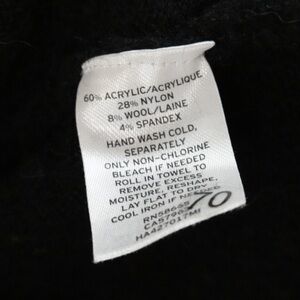 60% ACRYLIC/ACRYLIQUE
28% NYLON
8% WOOL/LAINE
4% SPANDEX
HAND WASH COLD,
SEPARATELY
ONLY NON-CHLORINE
BLEACH IF NEEDED
ROLL IN TOWEL TO
REMOVE EXCESS
MOISTURE, RESHAPE,
LAY FLAT TO DRY
COOL IRON IF NEEDED
70